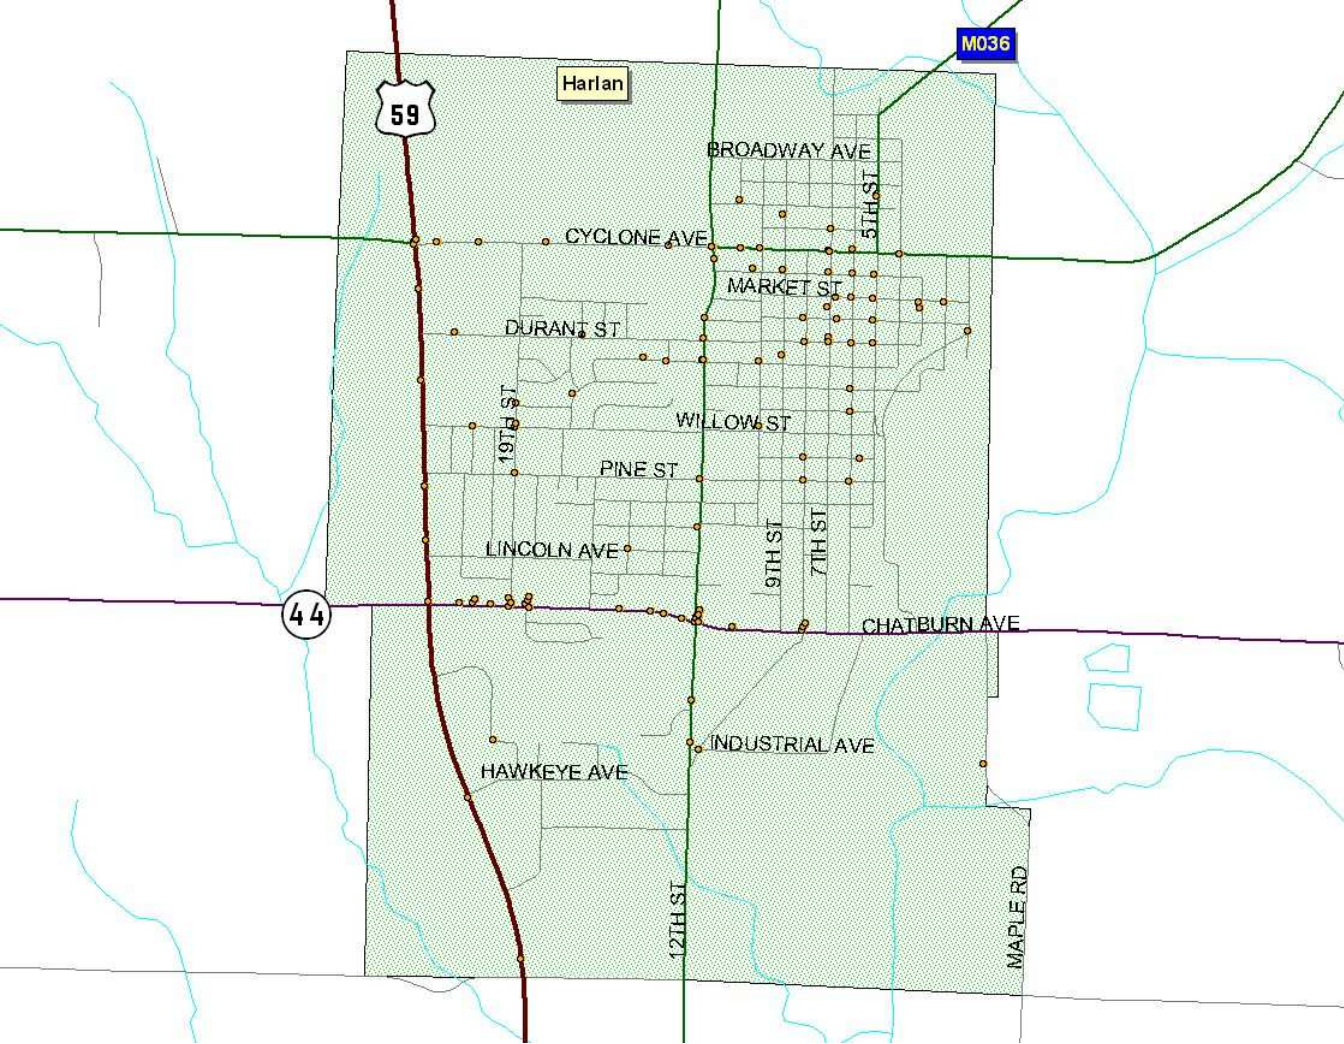 M036
Harlan
59
BROADWAY AVE
5TH ST
CYCLONE AVE
MARKET ST
DURANT ST
19TH ST
WILLOW ST
PINE ST
9TH ST
7TH ST
LINCOLN AVE
44
CHATBURN AVE
INDUSTRIAL AVE
HAWKEYE AVE
12TH ST
MAPLE RD